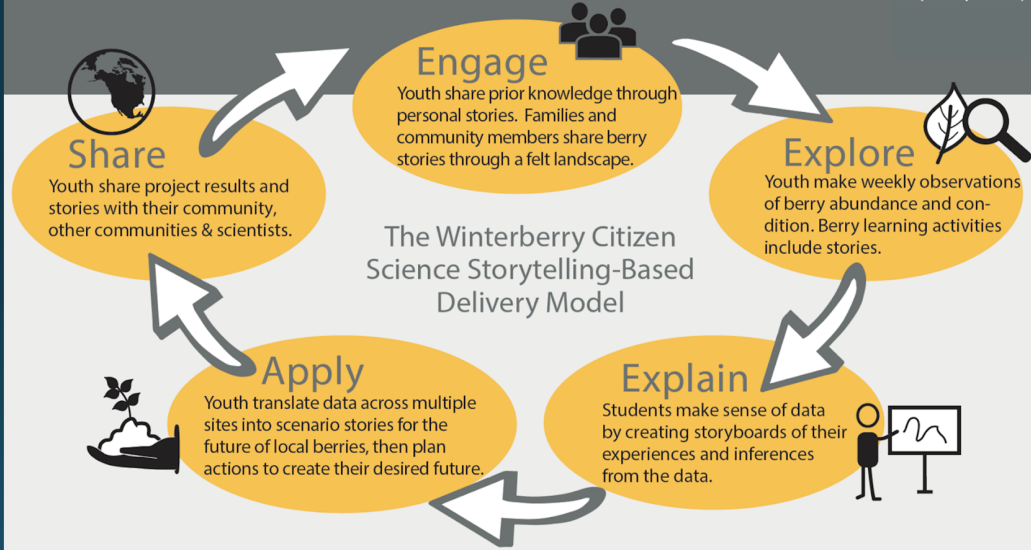 Engage
Youth share prior knowledge through
personal stories. Families and
community members share berry
stories through a felt landscape.
Explore
Youth make weekly observations
of berry abundance and con-
dition. Berry learning activities
include stories.
Explain
Students make sense of data
by creating storyboards of their
experiences and inferences
from the data.
Apply
Youth translate data across multiple
sites into scenario stories for the
future of local berries, then plan
actions to create their desired future.
Share
Youth share project results and
stories with their community,
other communities & scientists.
The Winterberry Citizen
Science Storytelling-Based
Delivery Model